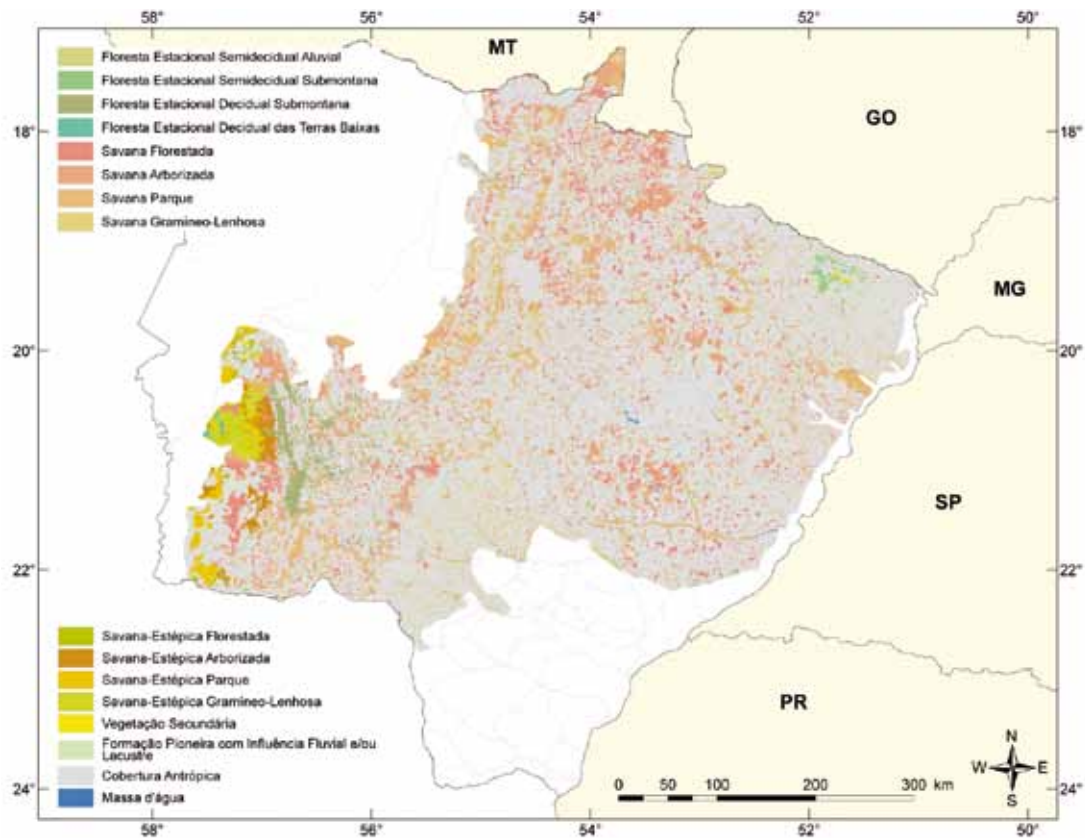 58° 56° 54° 52° 50°
MT
Floresta Estacional Semidecidual Aluvial
Floresta Estacional Semidecidual Submontana
Floresta Estacional Decidual Submontana
Floresta Estacional Decidual das Terras Baixas
Savana Florestada
Savana Arborizada
Savana Parque
Savana Gramíneo-Lenhosa
18° 18°
GO
MG
20° 20°
SP
22° 22°
Savana-Estépica Florestada
Savana-Estépica Arborizada
Savana-Estépica Parque
Savana-Estépica Gramíneo-Lenhosa
Vegetação Secundária
Formação Pioneira com Influência Fluvial e/ou
Lacustre
Cobertura Antrópica
Massa d'água
PR
N
W E
S
0 50 100 200 300 km
24° 24°
58° 56° 54° 52° 50°